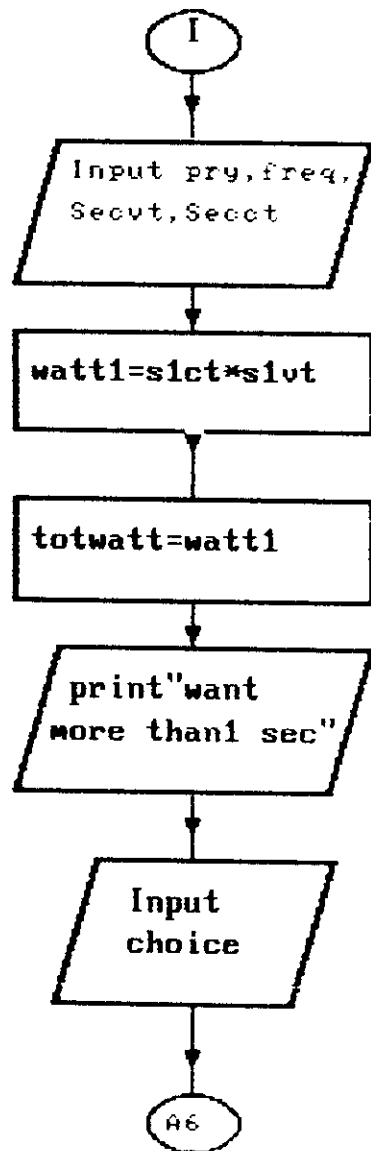 I
Input pry,freq,
Secvt,Secct
watt1=s1ct*s1vt
totwatt=watt1
print"want
more than1 sec"
Input
choice
A6